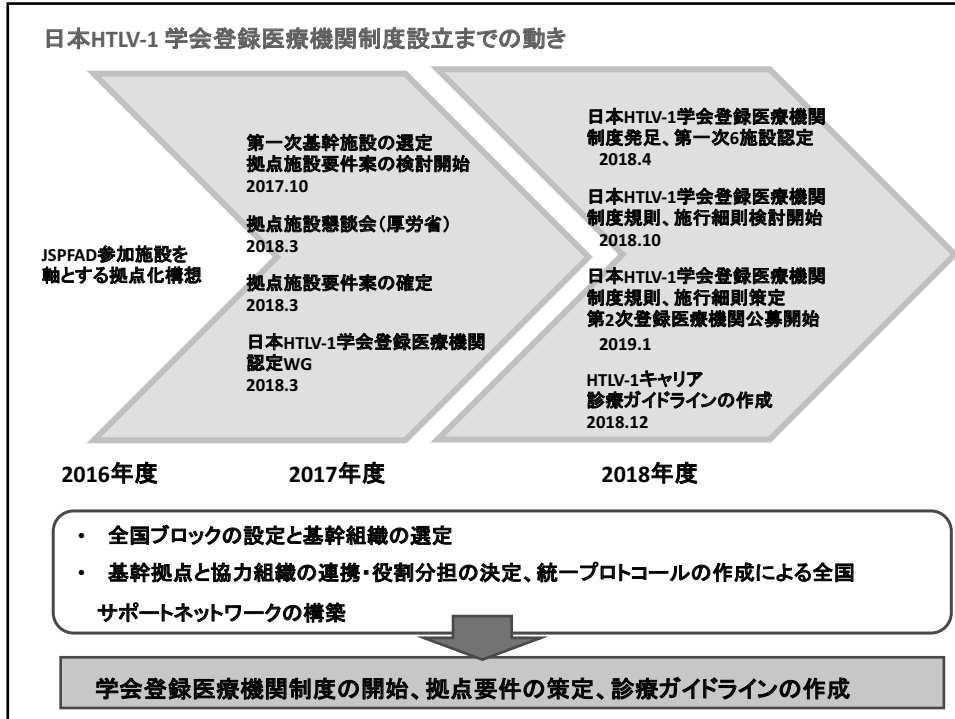 日本HTLV-1 学会登録医療機関制度設立までの動き
JSPFAD参加施設を
軸とする拠点化構想
第一次基幹施設の選定
拠点施設要件案の検討開始
2017.10
拠点施設懇談会(厚労省)
2018.3
拠点施設要件案の確定
2018.3
日本HTLV-1学会登録医療機関
認定WG
2018.3
日本HTLV-1学会登録医療機関
制度発足、第一次6施設認定
2018.4
日本HTLV-1学会登録医療機関
制度規則、施行細則検討開始
2018.10
日本HTLV-1学会登録医療機関
制度規則、施行細則策定
第2次登録医療機関公募開始
2019.1
HTLV-1キャリア
診療ガイドラインの作成
2018.12
2016年度 2017年度 2018年度
・ 全国ブロックの設定と基幹組織の選定
・ 基幹拠点と協力組織の連携・役割分担の決定、統一プロトコールの作成による全国
サポートネットワークの構築
学会登録医療機関制度の開始、拠点要件の策定、診療ガイドラインの作成